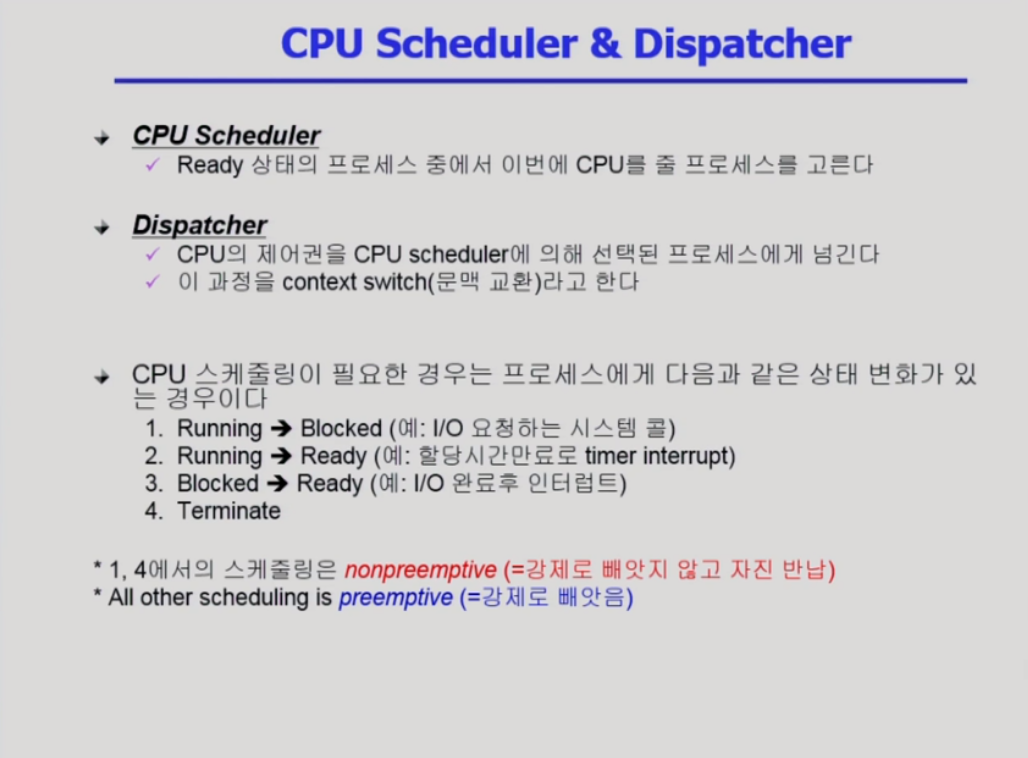 CPU Scheduler & Dispatcher
CPU Scheduler
Ready 상태의 프로세스 중에서 이번에 CPU를 줄 프로세스를 고른다
Dispatcher
CPU의 제어권을 CPU scheduler에 의해 선택된 프로세스에게 넘긴다
이 과정을 context switch(문맥 교환)라고 한다
CPU 스케줄링이 필요한 경우는 프로세스에게 다음과 같은 상태 변화가 있
는 경우이다
1. Running ➔ Blocked (예: I/O 요청하는 시스템 콜)
2. Running ➔ Ready (예: 할당시간만료로 timer interrupt)
3. Blocked ➔ Ready (예: I/O 완료후 인터럽트)
4. Terminate
* 1, 4에서의 스케줄링은 nonpreemptive (=강제로 빼앗지 않고 자진 반납)
* All other scheduling is preemptive (=강제로 빼앗음)